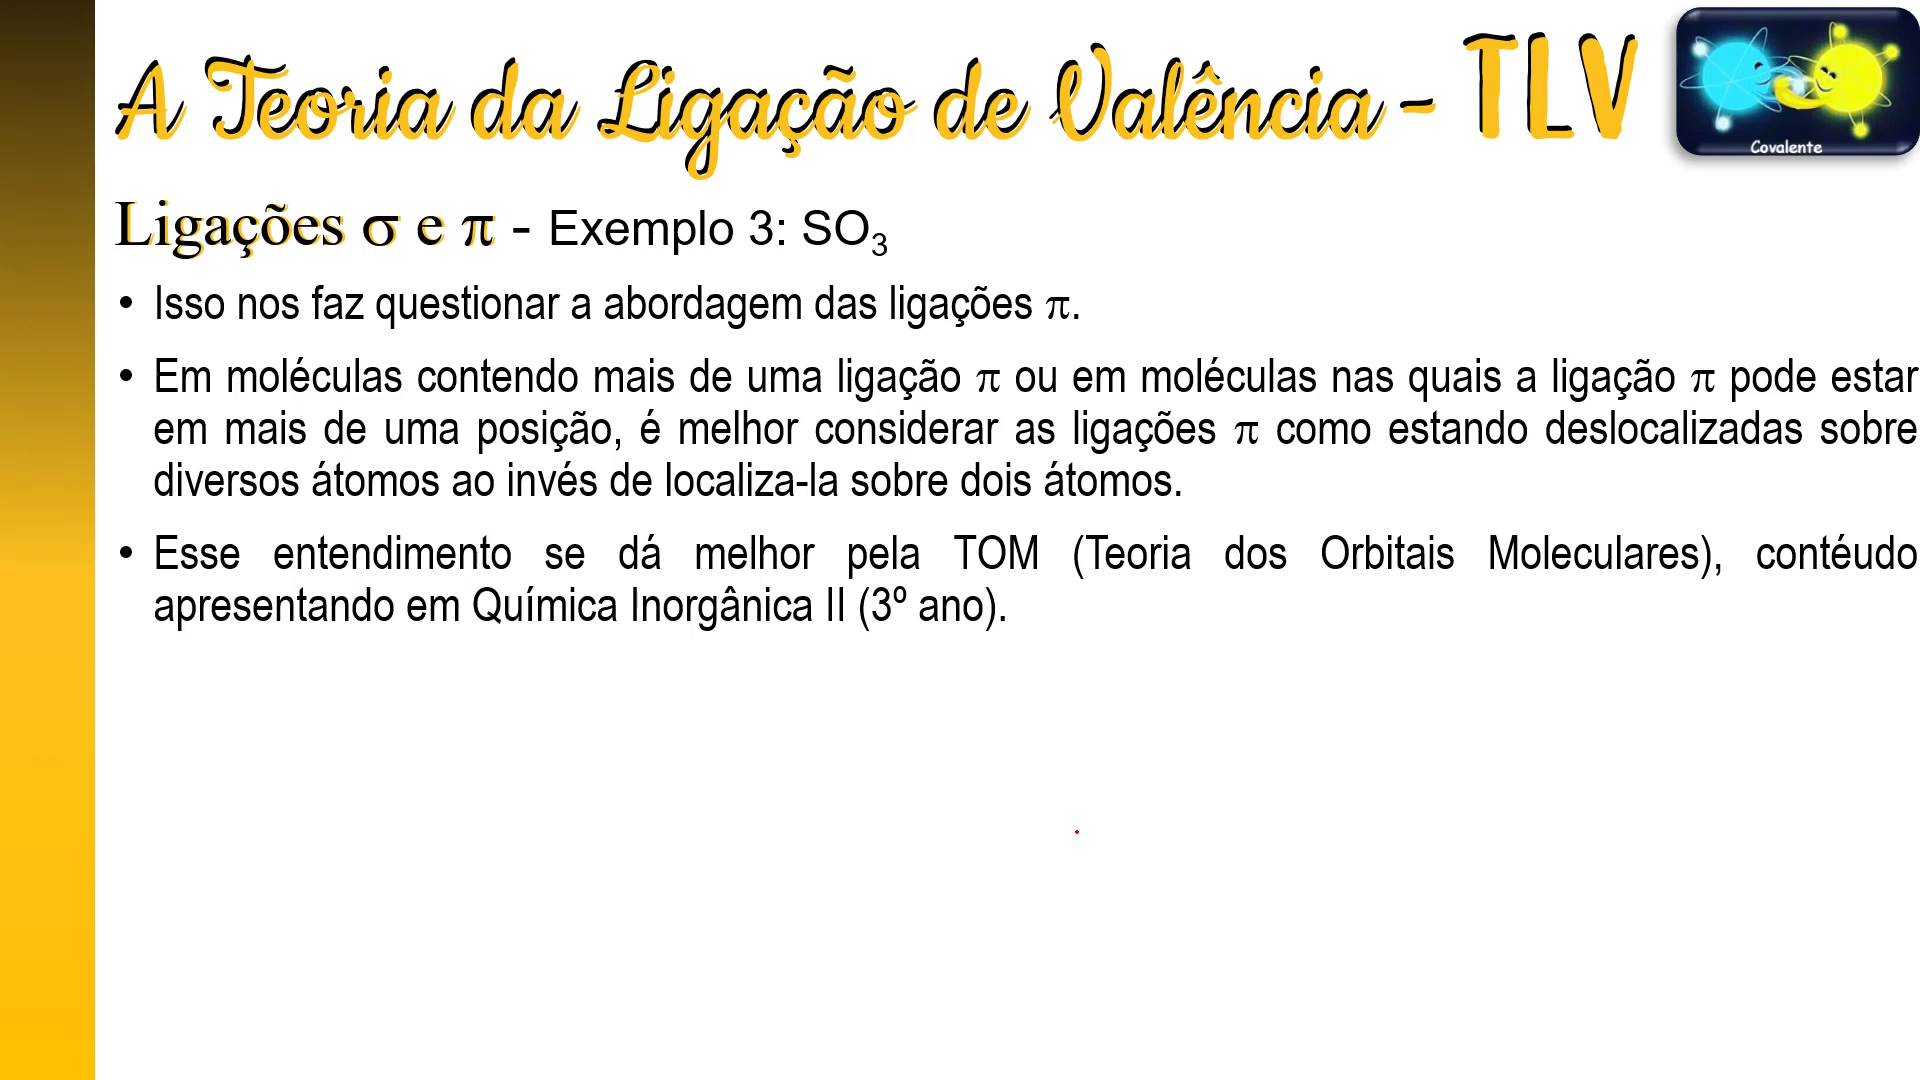 A Teoria da Ligação de Valência - TLV
Covalente
Ligações σ e π - Exemplo 3: SO₃
• Isso nos faz questionar a abordagem das ligações π.
• Em moléculas contendo mais de uma ligação π ou em moléculas nas quais a ligação π pode estar
em mais de uma posição, é melhor considerar as ligações π como estando deslocalizadas sobre
diversos átomos ao invés de localiza-la sobre dois átomos.
• Esse entendimento se dá melhor pela TOM (Teoria dos Orbitais Moleculares), contéudo
apresentando em Química Inorgânica II (3º ano).